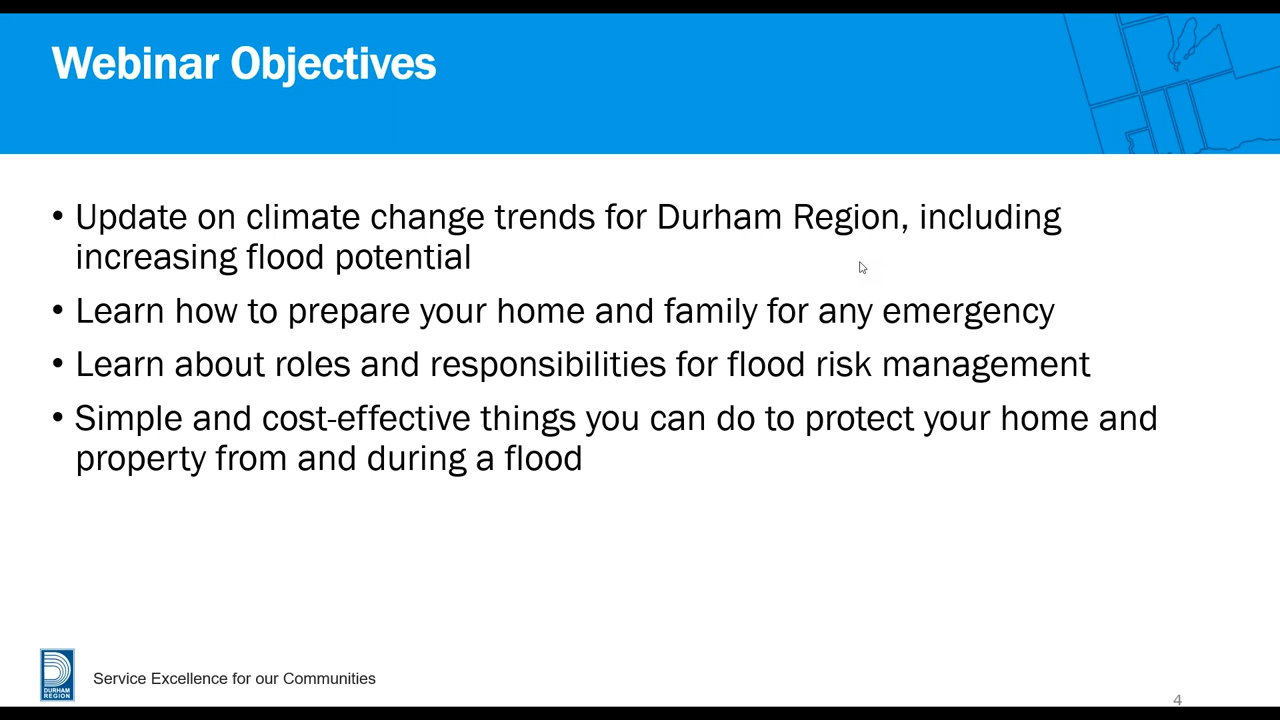 Webinar Objectives
• Update on climate change trends for Durham Region, including
increasing flood potential
• Learn how to prepare your home and family for any emergency
• Learn about roles and responsibilities for flood risk management
• Simple and cost-effective things you can do to protect your home and
property from and during a flood
DURHAM
REGION
Service Excellence for our Communities
4